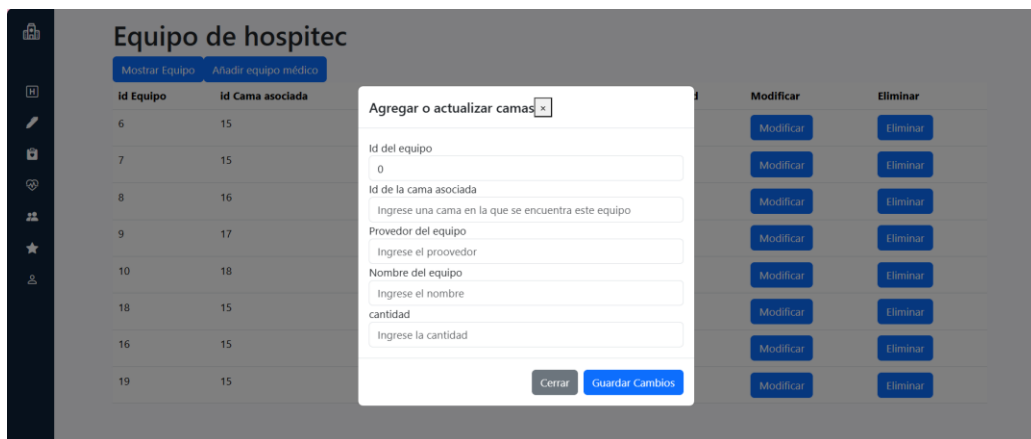 Equipo de hospitec
Mostrar Equipo Añadir equipo médico
id Equipo id Cama asociada Modificar Eliminar
6 15 Modificar Eliminar
7 15 Modificar Eliminar
8 16 Modificar Eliminar
9 17 Modificar Eliminar
10 18 Modificar Eliminar
18 15 Modificar Eliminar
16 15 Modificar Eliminar
19 15 Modificar Eliminar
Agregar o actualizar camas ×
Id del equipo
0
Id de la cama asociada
Ingrese una cama en la que se encuentra este equipo
Provedor del equipo
Ingrese el proovedor
Nombre del equipo
Ingrese el nombre
cantidad
Ingrese la cantidad
Cerrar Guardar Cambios